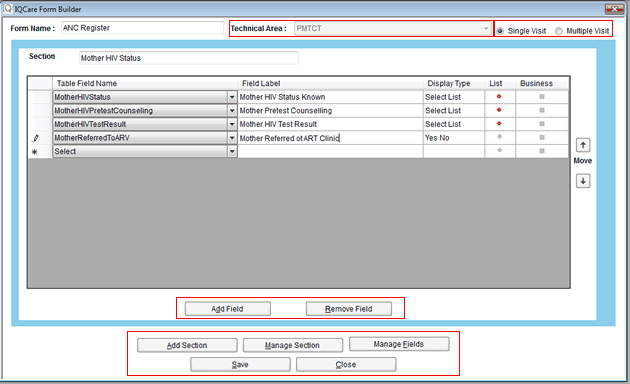 IQCare Form Builder
Form Name : ANC Register Technical Area : PMTCT Single Visit Multiple Visit
Section Mother HIV Status
Table Field Name Field Label Display Type List Business
MotherHIVStatus Mother HIV Status Known Select List
MotherHIVPretestCounseling Mother Pretest Counselling Select List
MotherHIVTestResult Mother HIV Test Result Select List
MotherReferredToARV Mother Referred ot ART Clinic Yes No
Select
Move
Add Field Remove Field
Add Section Manage Section Manage Fields
Save Close